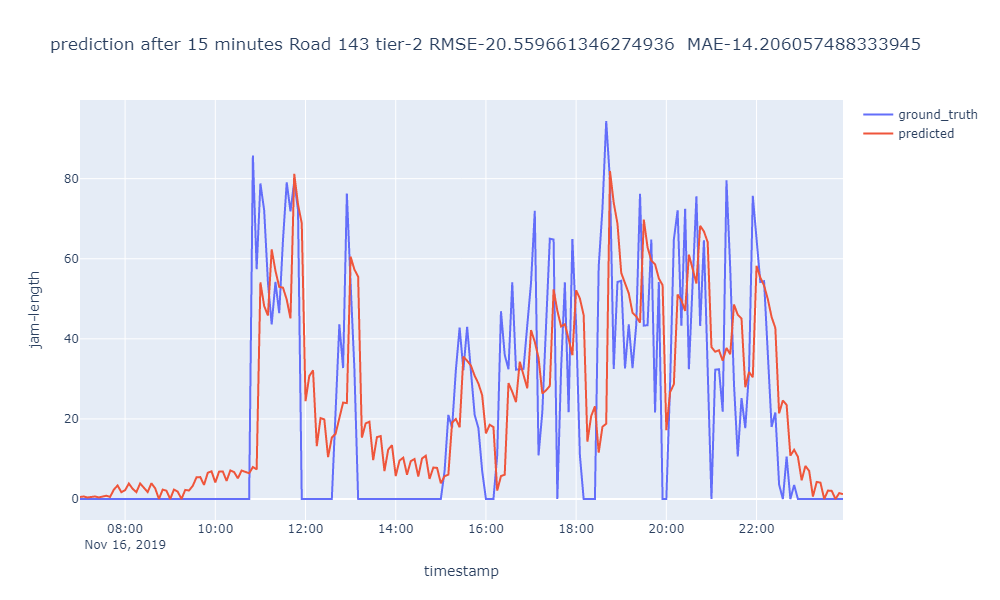 prediction after 15 minutes Road 143 tier-2 RMSE-20.559661346274936  MAE-14.206057488333945
ground_truth
predicted
jam-length
80
60
40
20
0
08:00 10:00 12:00 14:00 16:00 18:00 20:00 22:00
Nov 16, 2019
timestamp